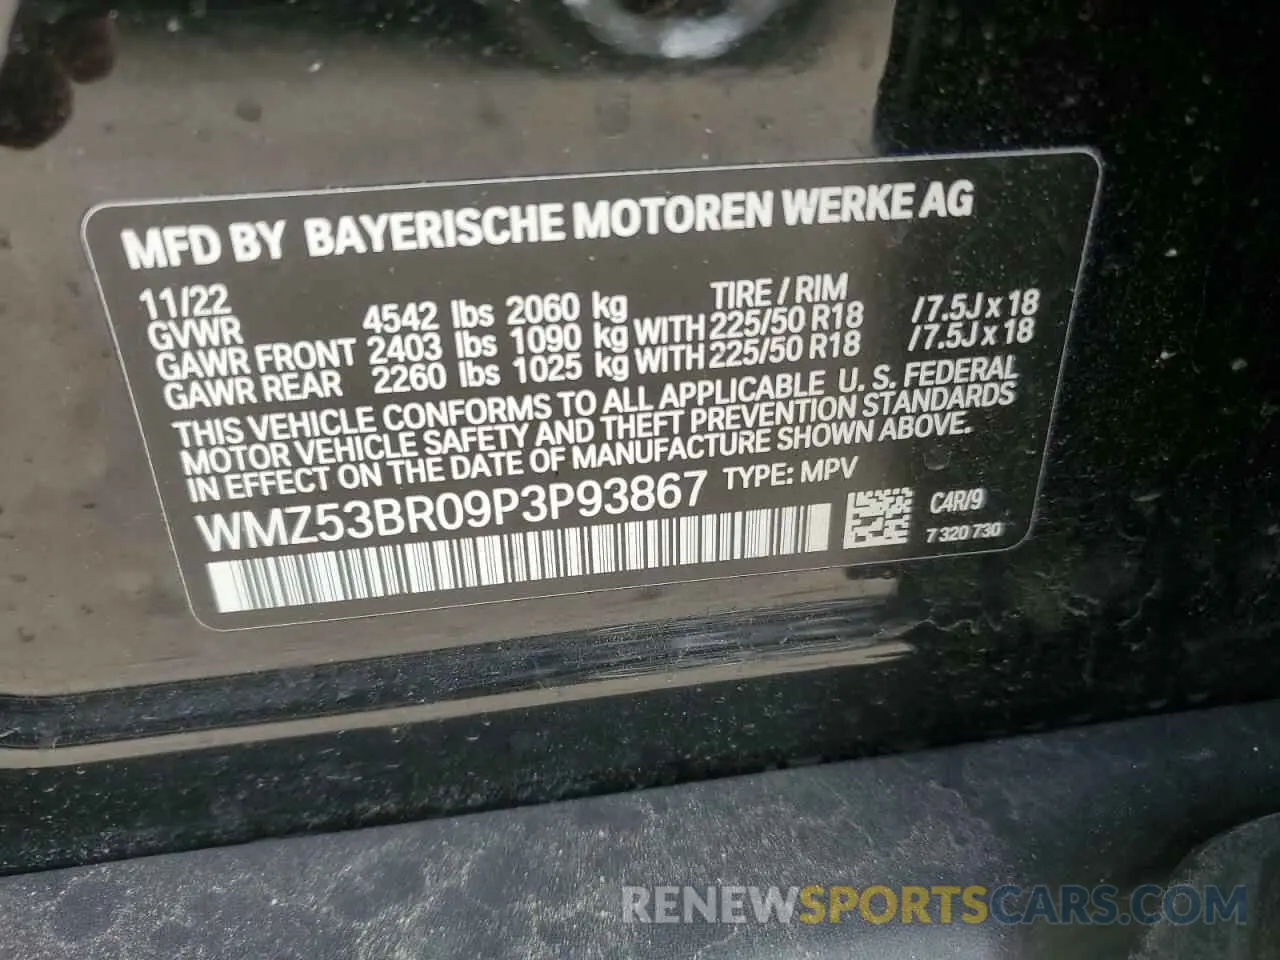 MFD BY BAYERISCHE MOTOREN WERKE AG
11/22 TIRE / RIM
GVWR 4542 lbs 2060 kg
GAWR FRONT 2403 lbs 1090 kg WITH 225/50 R18 /7.5J x 18
GAWR REAR 2260 lbs 1025 kg WITH 225/50 R18 /7.5J x 18
THIS VEHICLE CONFORMS TO ALL APPLICABLE U. S. FEDERAL
MOTOR VEHICLE SAFETY AND THEFT PREVENTION STANDARDS
IN EFFECT ON THE DATE OF MANUFACTURE SHOWN ABOVE.
WMZ53BR09P3P93867 TYPE: MPV
C4R/9
7 320 730
RENEWSPORTSCARS.COM